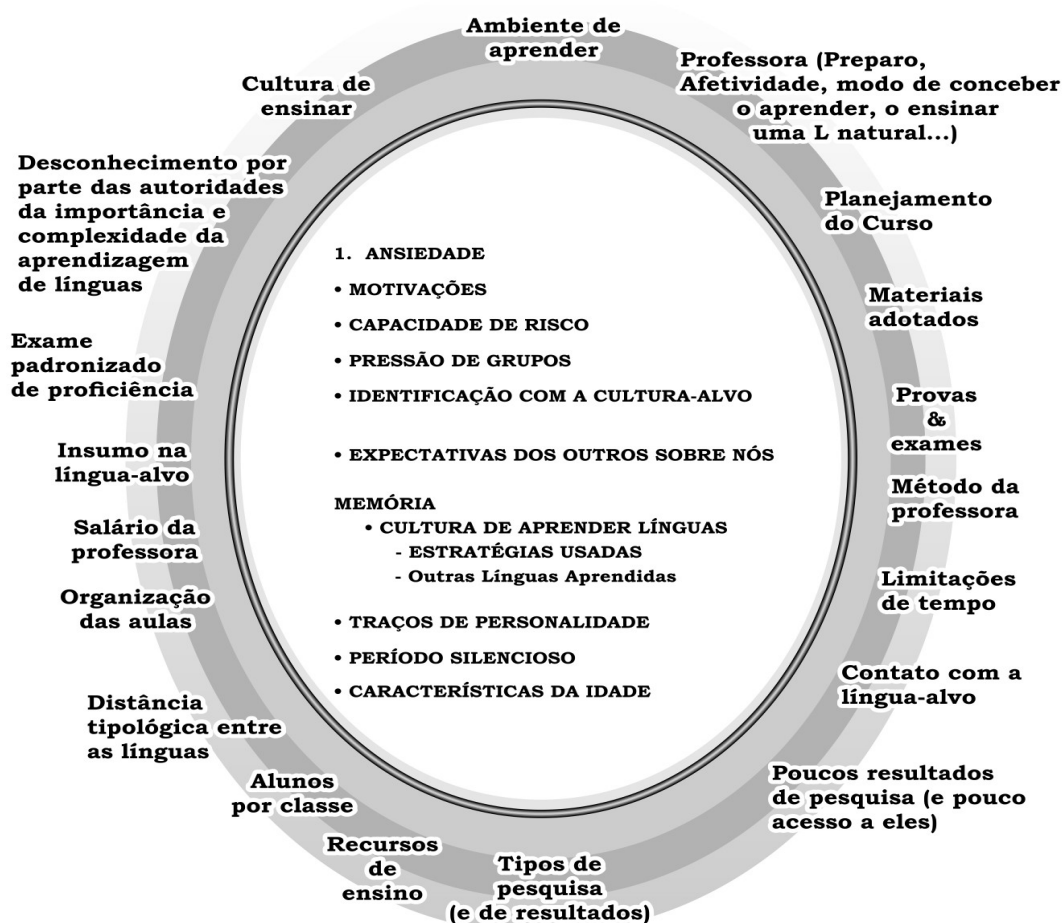 Ambiente de
aprender
Professora (Preparo,
Afetividade, modo de conceber
o aprender, o ensinar
uma L natural...)
Planejamento
do Curso
Materiais
adotados
Provas
&
exames
Método da
professora
Limitações
de tempo
Contato com a
língua-alvo
Poucos resultados
de pesquisa (e pouco
acesso a eles)
Tipos de
pesquisa
(e de resultados)
Recursos
de
ensino
Alunos
por classe
Distância
tipológica entre
as línguas
Organização
das aulas
Salário da
professora
Insumo na
língua-alvo
Exame
padronizado
de proficiência
Desconhecimento por
parte das autoridades
da importância e
complexidade da
aprendizagem
de línguas
Cultura de
ensinar
1. ANSIEDADE
• MOTIVAÇÕES
• CAPACIDADE DE RISCO
• PRESSÃO DE GRUPOS
• IDENTIFICAÇÃO COM A CULTURA-ALVO
• EXPECTATIVAS DOS OUTROS SOBRE NÓS
MEMÓRIA
• CULTURA DE APRENDER LÍNGUAS
- ESTRATÉGIAS USADAS
- Outras Línguas Aprendidas
• TRAÇOS DE PERSONALIDADE
• PERÍODO SILENCIOSO
• CARACTERÍSTICAS DA IDADE